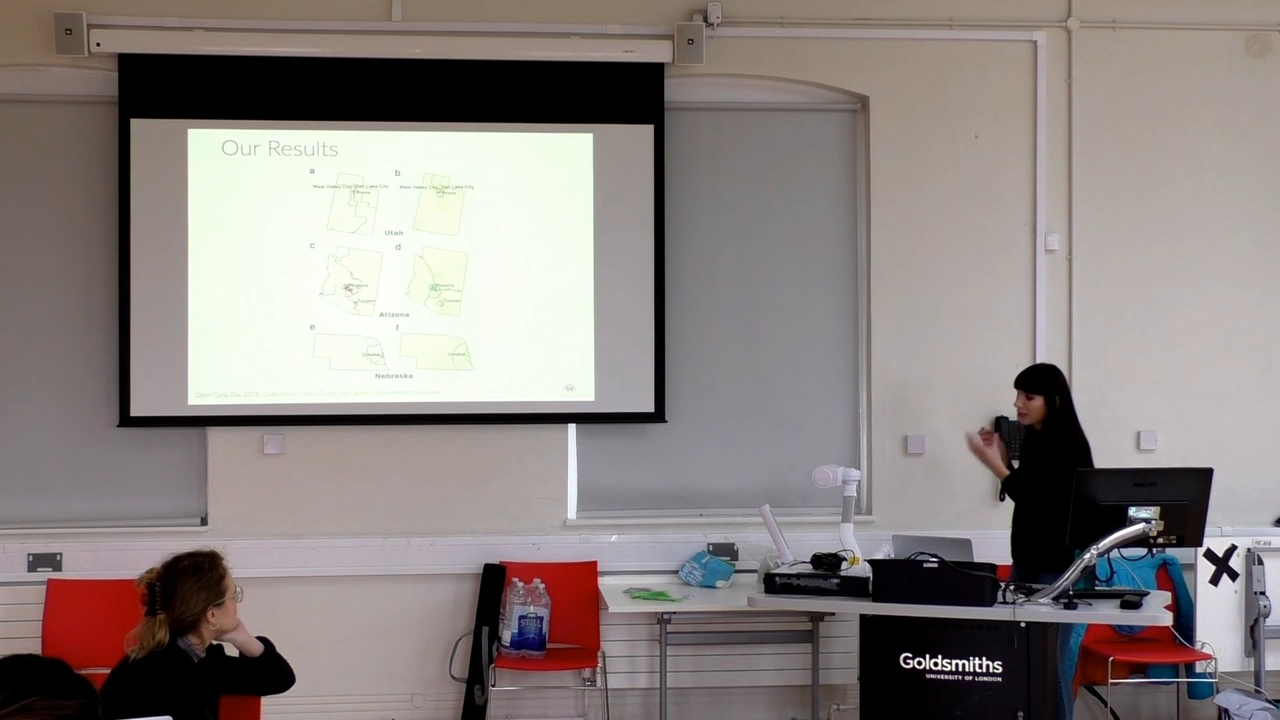 Our Results
a
b
West Valley City Salt Lake City
West Valley City Salt Lake City
Utah
c
d
Tucson
Arizona
e
f
Omaha
Omaha
Nebraska
STILL
PHILIPS
Goldsmiths
UNIVERSITY OF LONDON